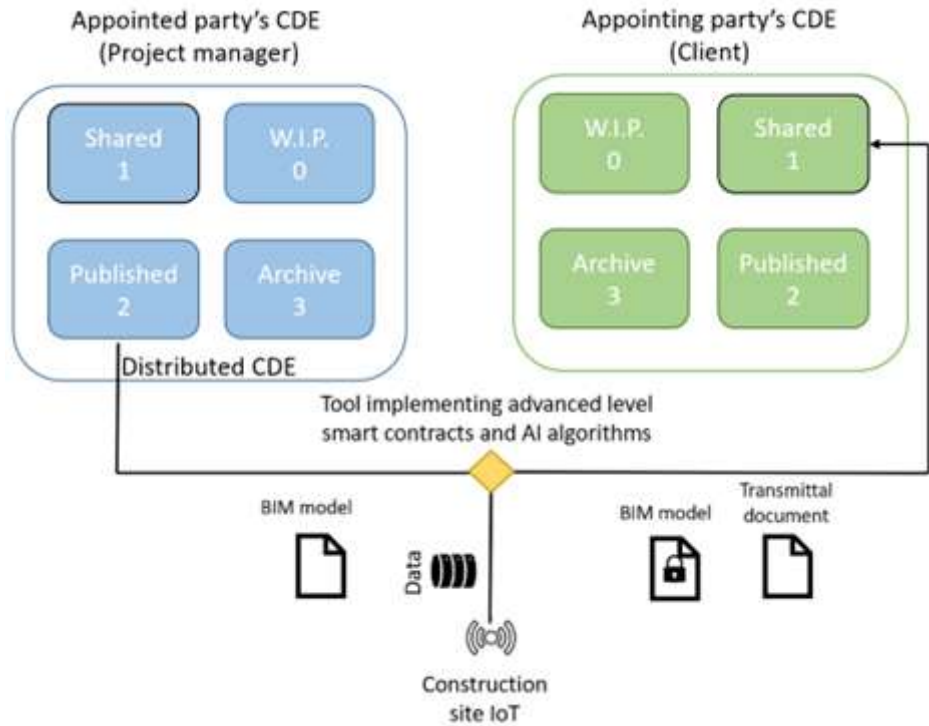 Appointed party's CDE
(Project manager)
Appointing party's CDE
(Client)
Shared
1
W.I.P.
0
W.I.P.
0
Shared
1
Published
2
Archive
3
Archive
3
Published
2
Distributed CDE
Tool implementing advanced level
smart contracts and AI algorithms
BIM model
Data
BIM model
Transmittal
document
Construction
site IoT